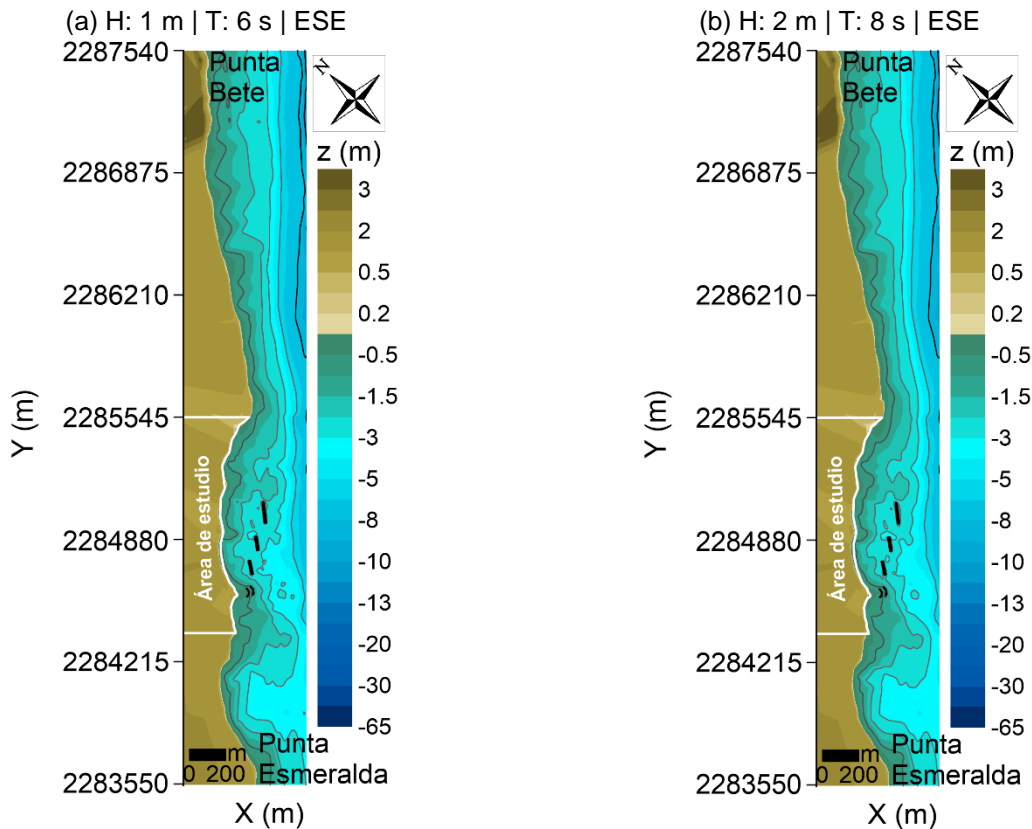 (a) H: 1 m | T: 6 s | ESE
2287540
2286875
2286210
2285545
2284880
2284215
2283550
Y (m)
X (m)
Punta
Bete
N
z (m)
3
2
0.5
0.2
-0.5
-1.5
-3
-5
-8
-10
-13
-20
-30
-65
Área de estudio
m
0 200
Punta
Esmeralda
(b) H: 2 m | T: 8 s | ESE
2287540
2286875
2286210
2285545
2284880
2284215
2283550
Y (m)
X (m)
Punta
Bete
N
z (m)
3
2
0.5
0.2
-0.5
-1.5
-3
-5
-8
-10
-13
-20
-30
-65
Área de estudio
m
0 200
Punta
Esmeralda